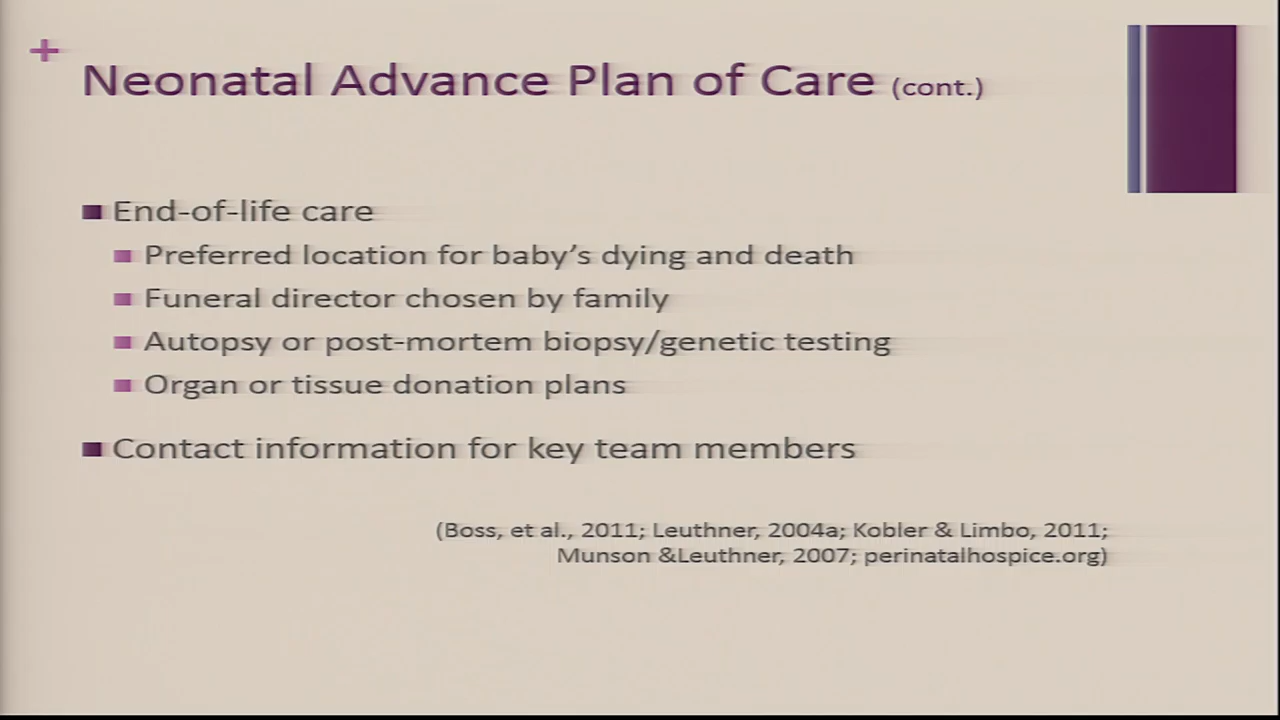 +
Neonatal Advance Plan of Care (cont.)
End-of-life care
Preferred location for baby's dying and death
Funeral director chosen by family
Autopsy or post-mortem biopsy/genetic testing
Organ or tissue donation plans
Contact information for key team members
(Boss, et al., 2011; Leuthner, 2004a; Kobler & Limbo, 2011;
Munson &Leuthner, 2007; perinatalhospice.org)